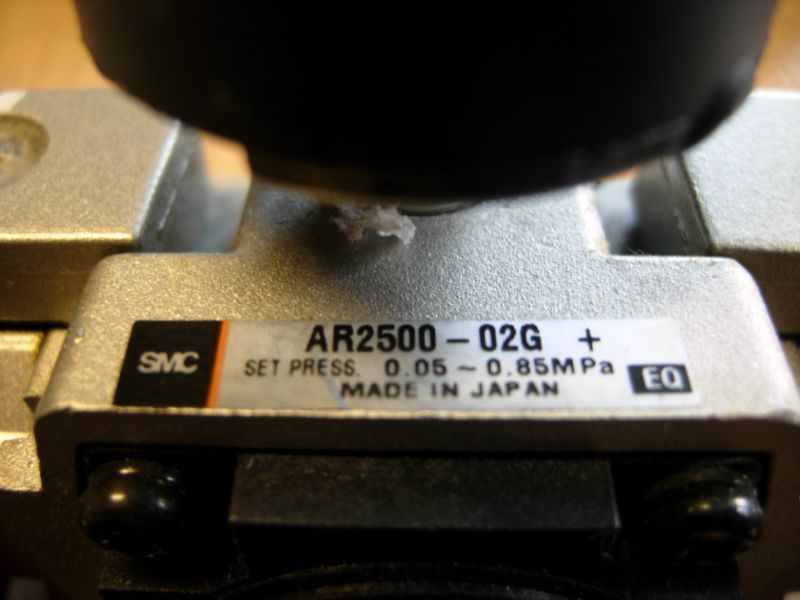 AR2500-02G +
SMC
SET PRESS. 0.05 ~ 0.85MPa
EQ
MADE IN JAPAN